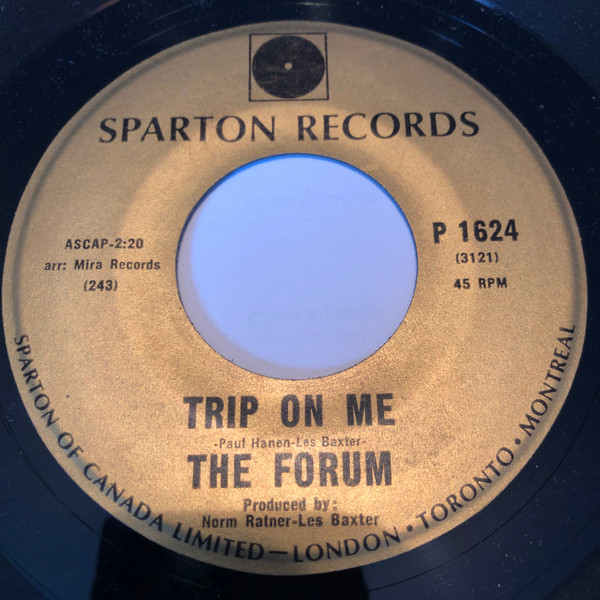 SPARTON RECORDS
ASCAP-2:20
arr: Mira Records
(243)
P 1624
(3121)
45 RPM
TRIP ON ME
-Paul Hanen-Les Baxter-
THE FORUM
Produced by:
Norm Ratner-Les Baxter
SPARTON OF CANADA LIMITED—LONDON • TORONTO • MONTREAL